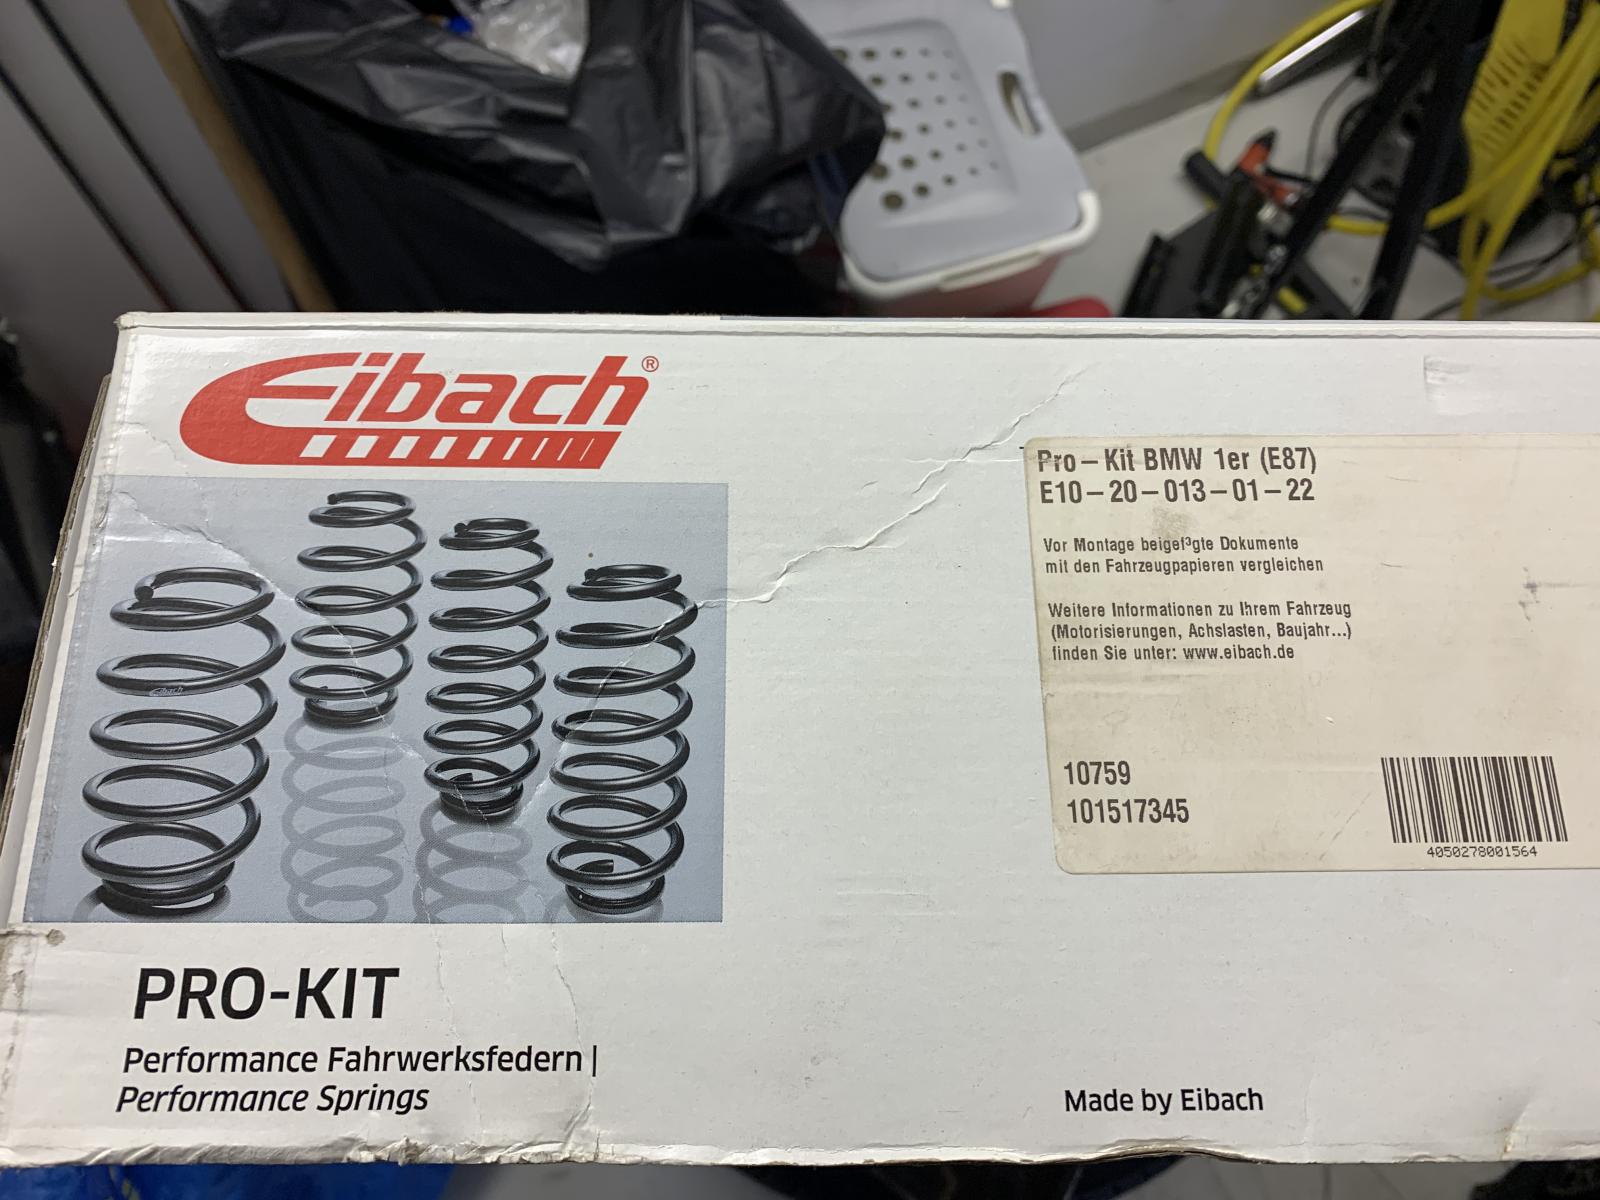 Eibach®
Pro-Kit BMW 1er (E87)
E10-20-013-01-22
Vor Montage beigef³gte Dokumente
mit den Fahrzeugpapieren vergleichen
Weitere Informationen zu Ihrem Fahrzeug
(Motorisierungen, Achslasten, Baujahr...)
finden Sie unter: www.eibach.de
10759
101517345
4050278001564
Eibach
PRO-KIT
Performance Fahrwerksfedern |
Performance Springs
Made by Eibach